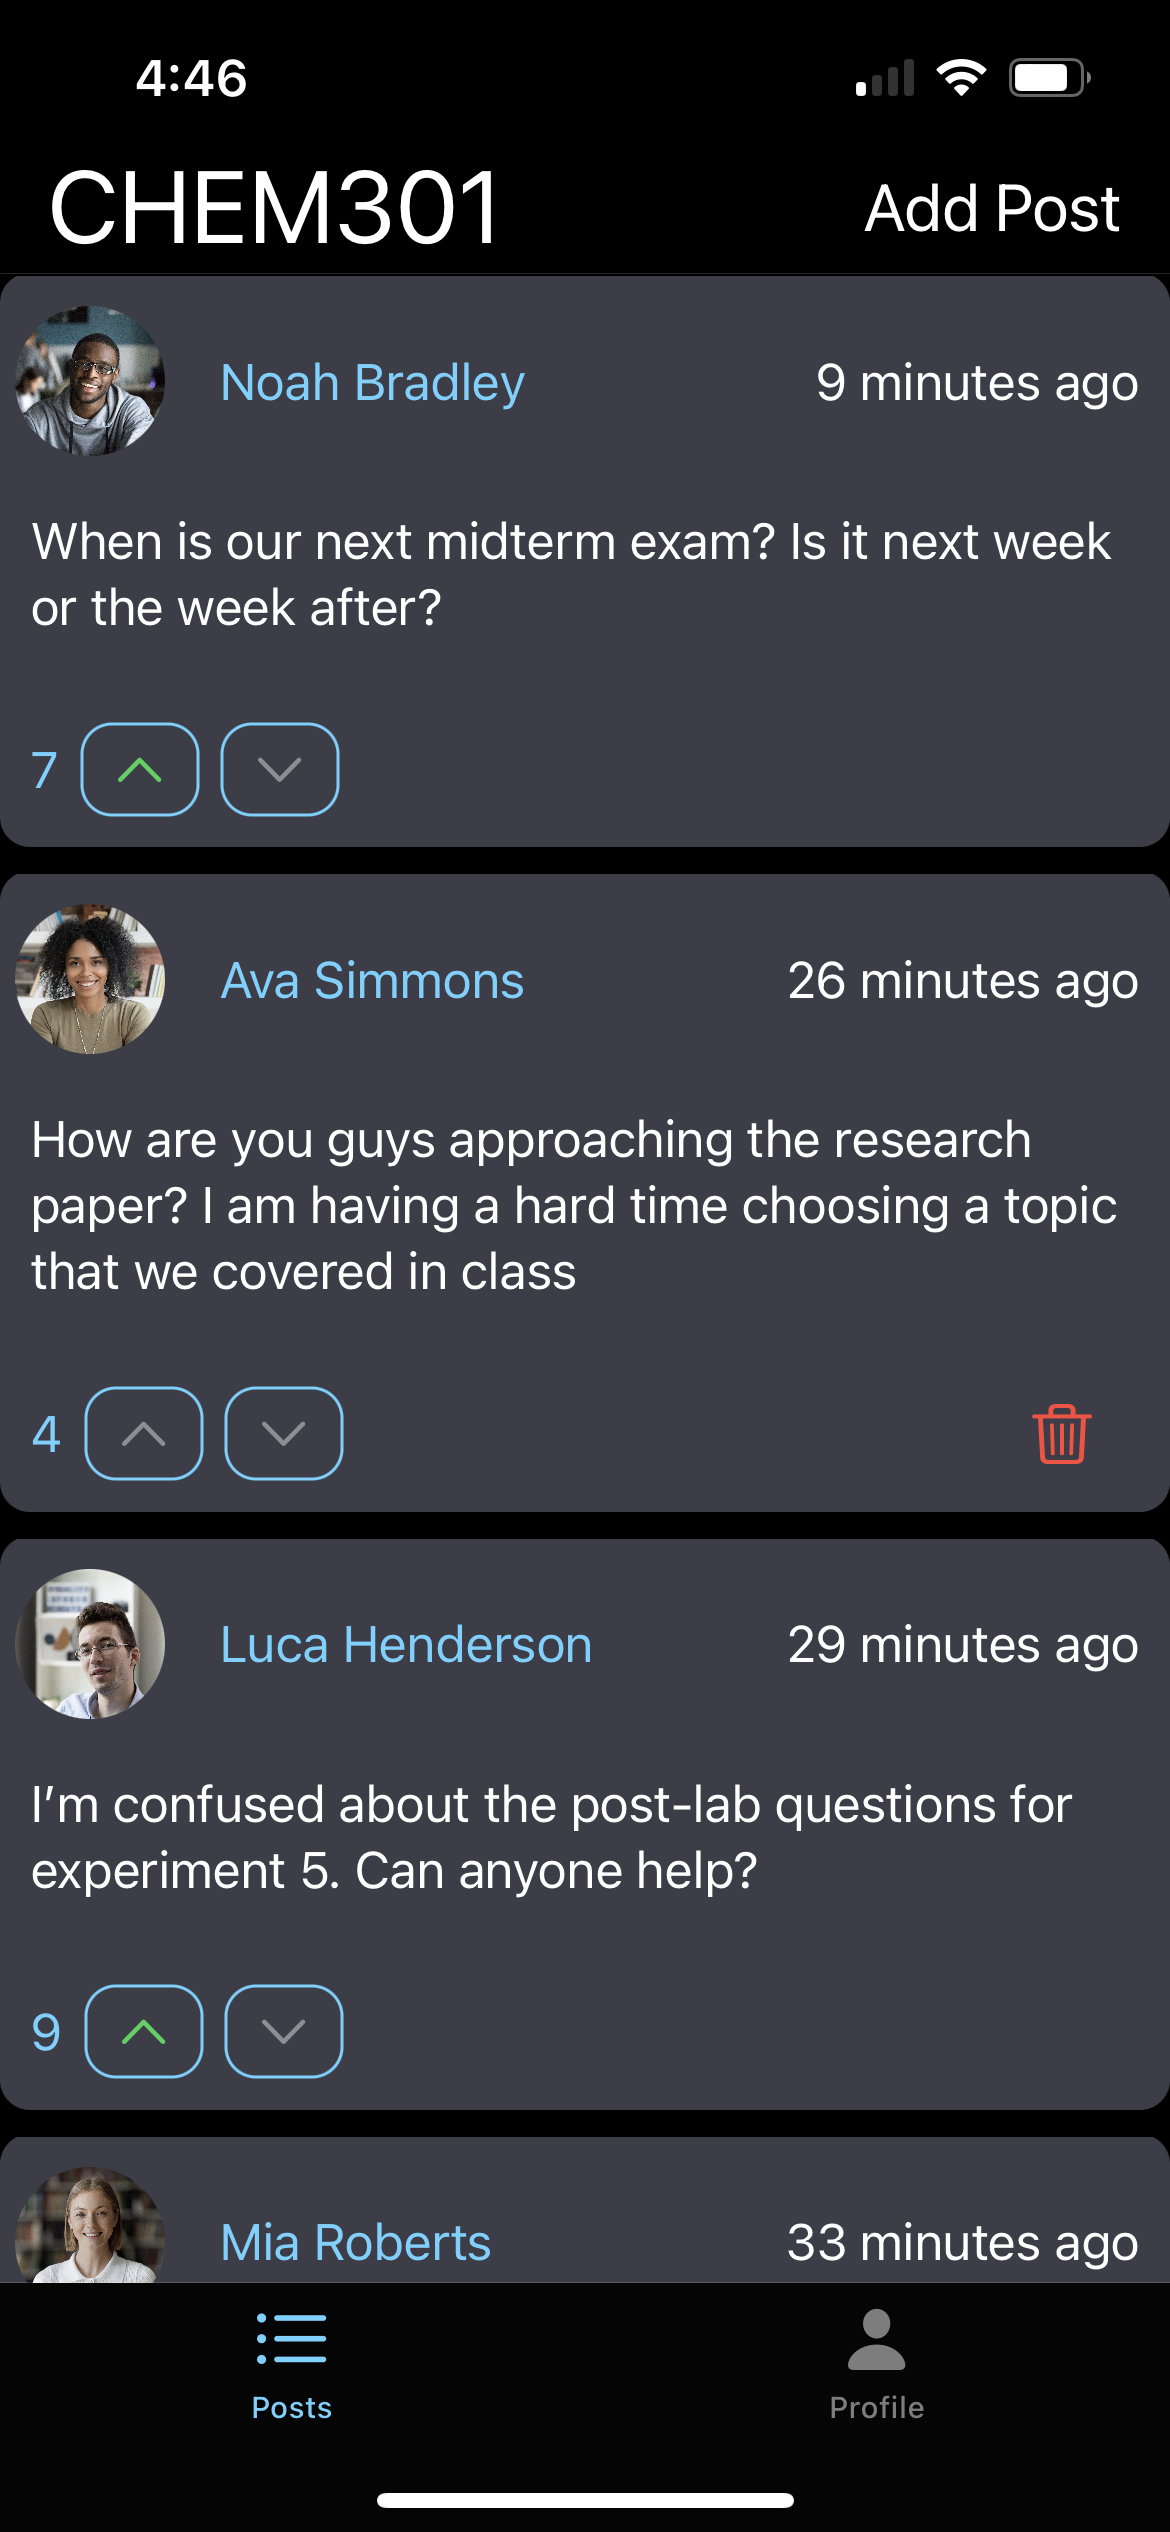 4:46
CHEM301
Add Post
Noah Bradley
9 minutes ago
When is our next midterm exam? Is it next week
or the week after?
7
Ava Simmons
26 minutes ago
How are you guys approaching the research
paper? I am having a hard time choosing a topic
that we covered in class
4
Luca Henderson
29 minutes ago
I’m confused about the post-lab questions for
experiment 5. Can anyone help?
9
Mia Roberts
33 minutes ago
Posts
Profile